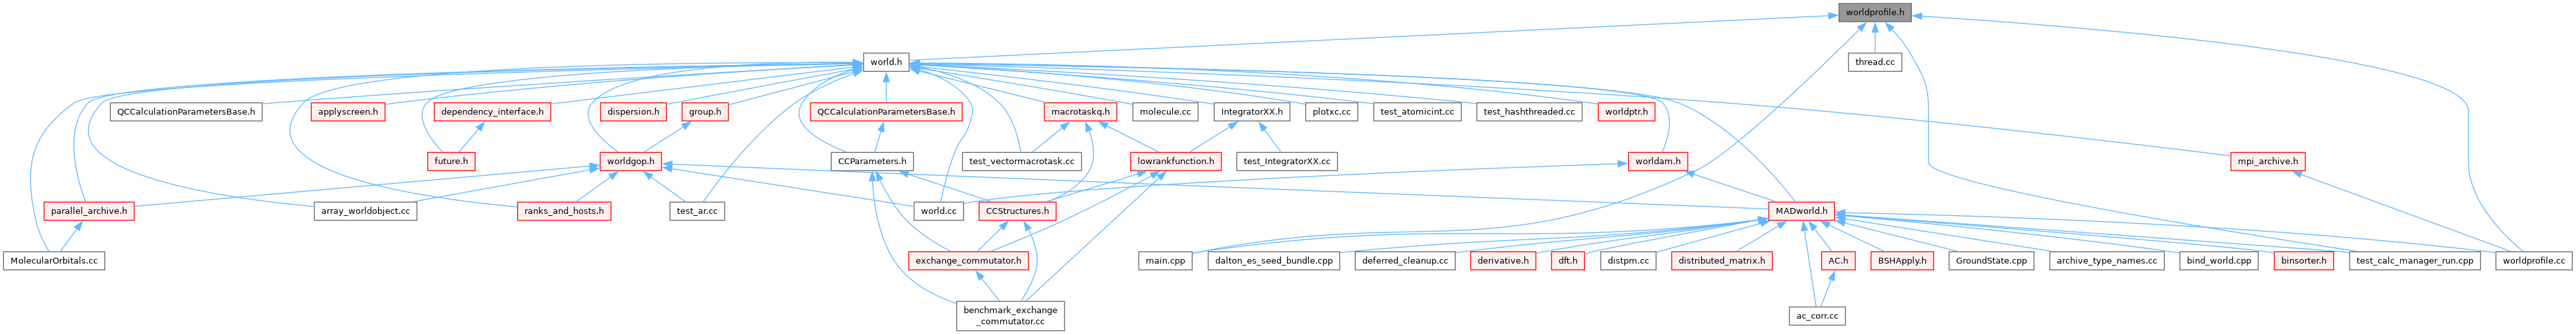 worldprofile.h
world.h
thread.cc
QCCalculationParametersBase.h
applyscreen.h
dependency_interface.h
dispersion.h
group.h
QCCalculationParametersBase.h
macrotaskq.h
molecule.cc
IntegratorXX.h
plotxc.cc
test_atomicint.cc
test_hashthreaded.cc
worldptr.h
future.h
worldgop.h
CCParameters.h
test_vectormacrotask.cc
lowrankfunction.h
test_IntegratorXX.cc
worldam.h
mpi_archive.h
parallel_archive.h
array_worldobject.cc
ranks_and_hosts.h
test_ar.cc
world.cc
CCStructures.h
MADworld.h
MolecularOrbitals.cc
exchange_commutator.h
main.cpp
dalton_es_seed_bundle.cpp
deferred_cleanup.cc
derivative.h
dft.h
distpm.cc
distributed_matrix.h
AC.h
BSHApply.h
GroundState.cpp
archive_type_names.cc
bind_world.cpp
binsorter.h
test_calc_manager_run.cpp
worldprofile.cc
benchmark_exchange
_commutator.cc
ac_corr.cc